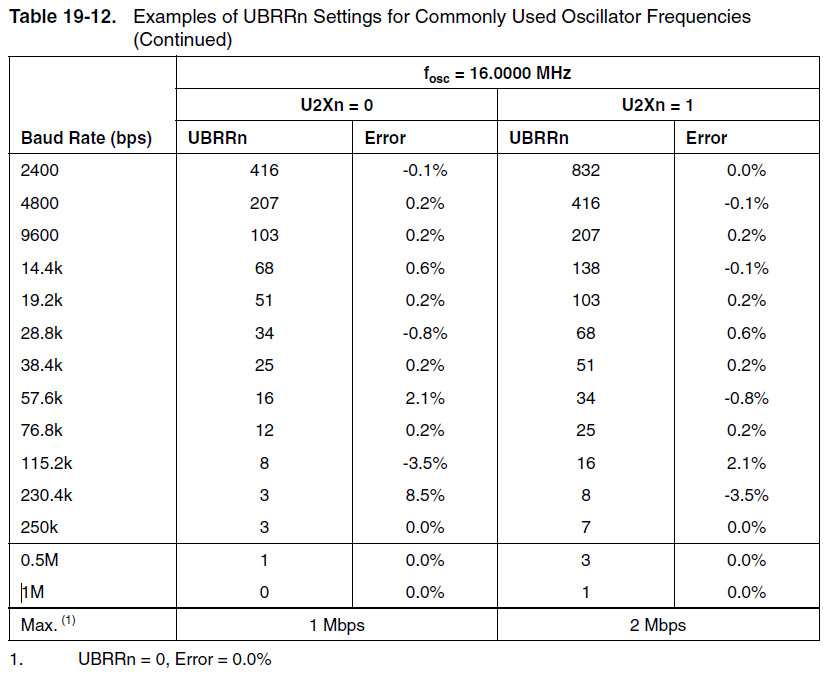 Table 19-12. Examples of UBRRn Settings for Commonly Used Oscillator Frequencies
(Continued)
fosc = 16.0000 MHz
U2Xn = 0 U2Xn = 1
Baud Rate (bps) UBRRn Error UBRRn Error
2400 416 -0.1% 832 0.0%
4800 207 0.2% 416 -0.1%
9600 103 0.2% 207 0.2%
14.4k 68 0.6% 138 -0.1%
19.2k 51 0.2% 103 0.2%
28.8k 34 -0.8% 68 0.6%
38.4k 25 0.2% 51 0.2%
57.6k 16 2.1% 34 -0.8%
76.8k 12 0.2% 25 0.2%
115.2k 8 -3.5% 16 2.1%
230.4k 3 8.5% 8 -3.5%
250k 3 0.0% 7 0.0%
0.5M 1 0.0% 3 0.0%
1M 0 0.0% 1 0.0%
Max. (1) 1 Mbps 2 Mbps
1. UBRRn = 0, Error = 0.0%